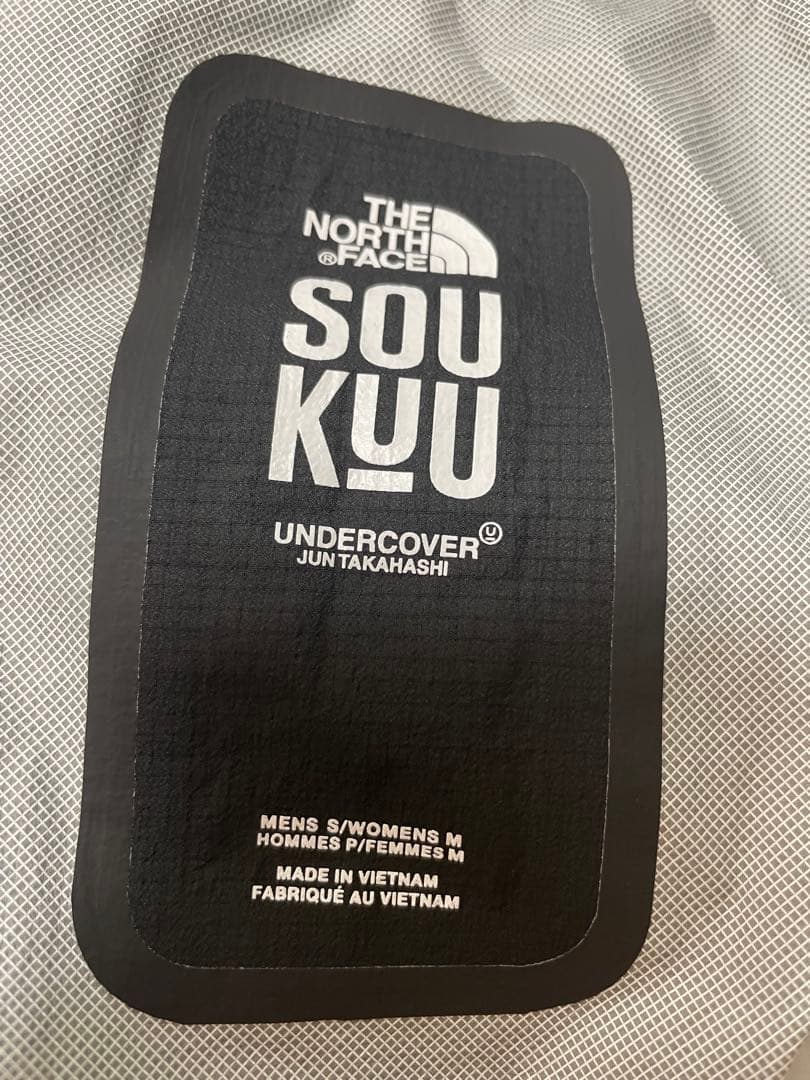 THE
NORTH
®FACE
SOU
KUU
UNDERCOVER Ⓤ
JUN TAKAHASHI
MENS S/WOMENS M
HOMMES P/FEMMES M
MADE IN VIETNAM
FABRIQUÉ AU VIETNAM